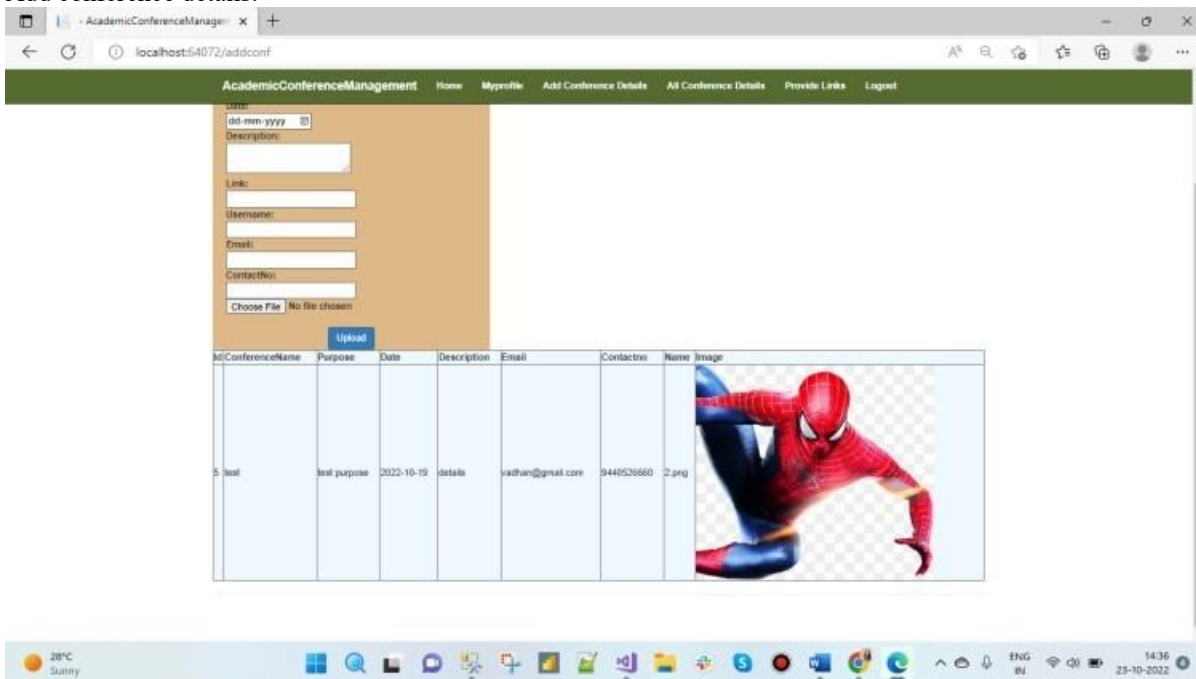 Add conference details:
- AcademicConferenceManager
localhost:64072/addconf
AcademicConferenceManagement Home Myprofile Add Conference Details All Conference Details Provide Links Logout
Date:
dd-mm-yyyy
Description:
Link:
Username:
Email:
ContactNo:
Choose File No file chosen
Upload
Id ConferenceName Purpose Date Description Email Contactno Name Image
5 test test purpose 2022-10-19 details vadhan@gmail.com 9440526660 2.png
28°C
Sunny
ENG
IN
14:36
23-10-2022